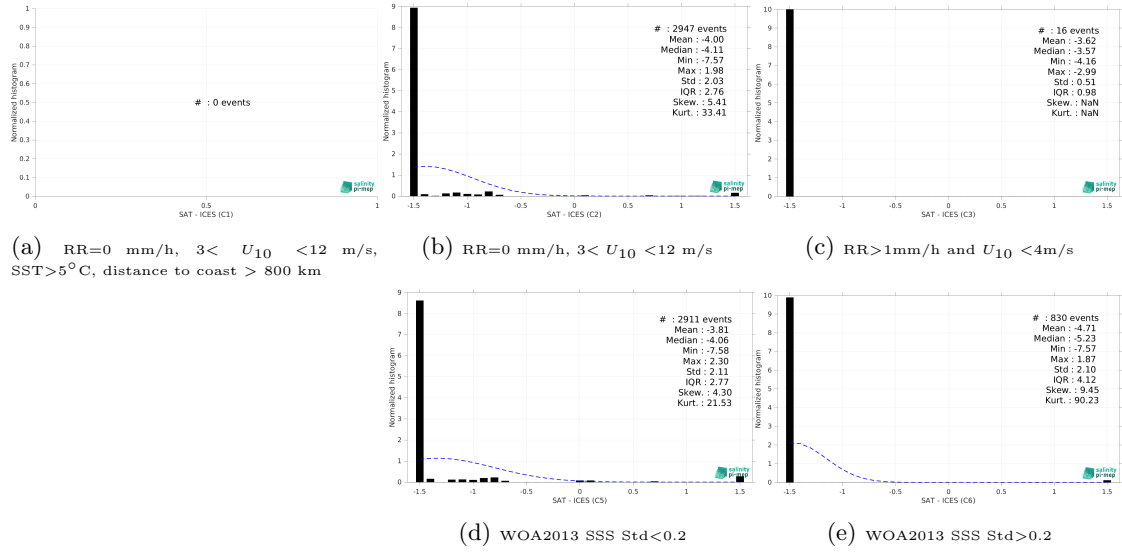 1
0.9
0.8
0.7
0.6
0.5
0.4
0.3
0.2
0.1
0
Normalized histogram
# : 0 events
salinity
pi-mep
0 0.5 1
SAT - ICES (C1)
(a) RR=0 mm/h, 3< U10 <12 m/s,
SST>5°C, distance to coast > 800 km
9
8
7
6
5
4
3
2
1
0
Normalized histogram
# : 2947 events
Mean : -4.00
Median : -4.11
Min : -7.57
Max : 1.98
Std : 2.03
IQR : 2.76
Skew. : 5.41
Kurt. : 33.41
salinity
pi-mep
-1.5 -1 -0.5 0 0.5 1 1.5
SAT - ICES (C2)
(b) RR=0 mm/h, 3< U10 <12 m/s
10
9
8
7
6
5
4
3
2
1
0
Normalized histogram
# : 16 events
Mean : -3.62
Median : -3.57
Min : -4.16
Max : -2.99
Std : 0.51
IQR : 0.98
Skew. : NaN
Kurt. : NaN
salinity
pi-mep
-1.5 -1 -0.5 0 0.5 1 1.5
SAT - ICES (C3)
(c) RR>1mm/h and U10 <4m/s
9
8
7
6
5
4
3
2
1
0
Normalized histogram
# : 2911 events
Mean : -3.81
Median : -4.06
Min : -7.58
Max : 2.30
Std : 2.11
IQR : 2.77
Skew. : 4.30
Kurt. : 21.53
salinity
pi-mep
-1.5 -1 -0.5 0 0.5 1 1.5
SAT - ICES (C5)
(d) WOA2013 SSS Std<0.2
10
9
8
7
6
5
4
3
2
1
0
Normalized histogram
# : 830 events
Mean : -4.71
Median : -5.23
Min : -7.57
Max : 1.87
Std : 2.10
IQR : 4.12
Skew. : 9.45
Kurt. : 90.23
salinity
pi-mep
-1.5 -1 -0.5 0 0.5 1 1.5
SAT - ICES (C6)
(e) WOA2013 SSS Std>0.2